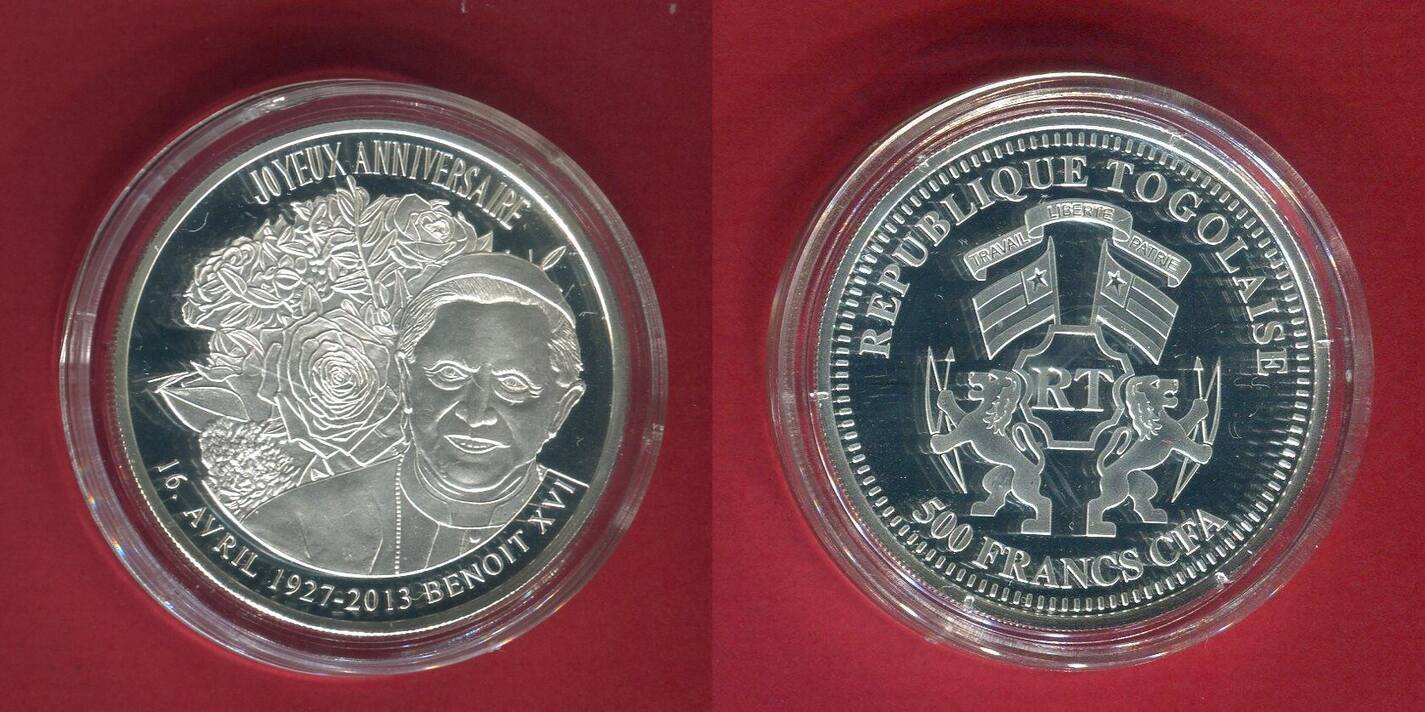 JOYEUX ANNIVERSAIRE
16. AVRIL 1927-2013 BENOIT XVI
REPUBLIQUE TOGOLAISE
TRAVAIL LIBERTE PATRIE
RT
500 FRANCS CFA